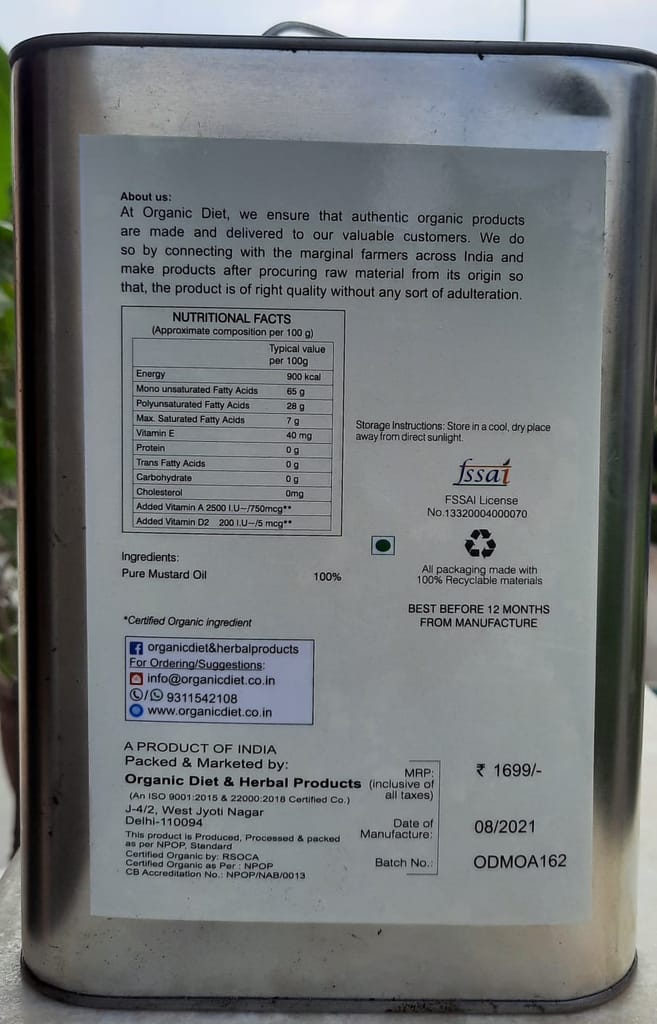 About us:
At Organic Diet, we ensure that authentic organic products
are made and delivered to our valuable customers. We do
so by connecting with the marginal farmers across India and
make products after procuring raw material from its origin so
that, the product is of right quality without any sort of adulteration.
NUTRITIONAL FACTS
(Approximate composition per 100 g)
Typical value
per 100g
Energy 900 kcal
Mono unsaturated Fatty Acids 65 g
Polyunsaturated Fatty Acids 28 g
Max. Saturated Fatty Acids 7 g
Vitamin E 40 mg
Protein 0 g
Trans Fatty Acids 0 g
Carbohydrate 0 g
Cholesterol 0mg
Added Vitamin A 2500 I.U~/750mcg**
Added Vitamin D2 200 I.U~/5 mcg**
Storage Instructions: Store in a cool, dry place
away from direct sunlight.
fssai
FSSAI License
No.13320004000070
All packaging made with
100% Recyclable materials
BEST BEFORE 12 MONTHS
FROM MANUFACTURE
Ingredients:
Pure Mustard Oil 100%
*Certified Organic ingredient
organicdiet&herbalproducts
For Ordering/Suggestions:
info@organicdiet.co.in
/ 9311542108
www.organicdiet.co.in
A PRODUCT OF INDIA
Packed & Marketed by:
Organic Diet & Herbal Products
(An ISO 9001:2015 & 22000:2018 Certified Co.)
J-4/2, West Jyoti Nagar
Delhi-110094
This product is Produced, Processed & packed
as per NPOP, Standard
Certified Organic by: RSOCA
Certified Organic as Per : NPOP
CB Accreditation No.: NPOP/NAB/0013
MRP: ₹ 1699/-
(inclusive of
all taxes)
Date of
Manufacture: 08/2021
Batch No.: ODMOA162